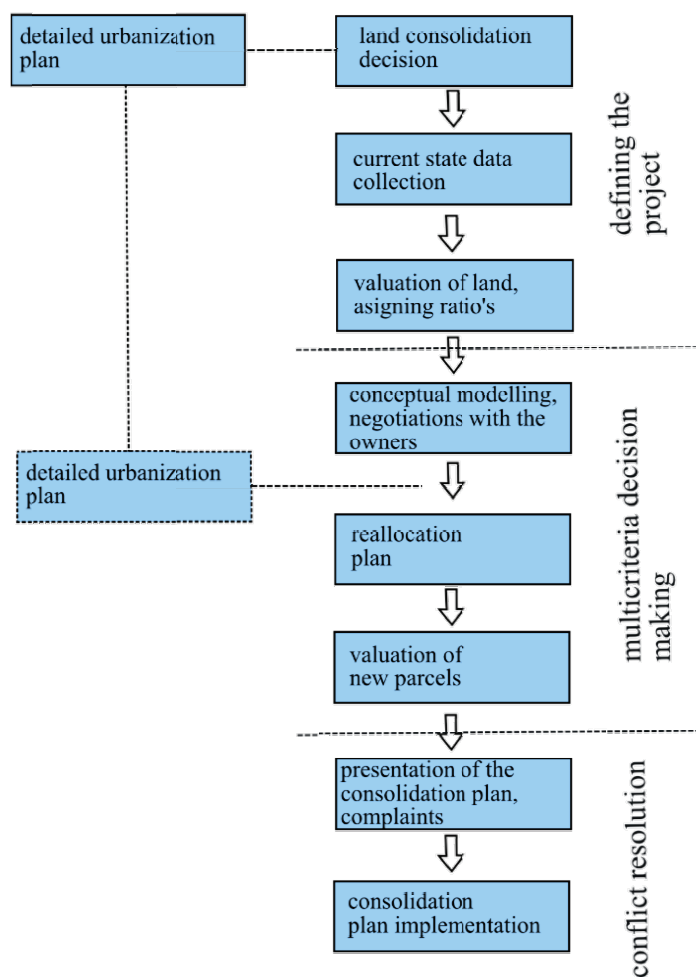 detailed urbanization
plan
land consolidation
decision
current state data
collection
valuation of land,
asigning ratio's
defining the
project
conceptual modelling,
negotiations with the
owners
detailed urbanization
plan
reallocation
plan
valuation of
new parcels
multicriteria decision
making
presentation of the
consolidation plan,
complaints
consolidation
plan implementation
conflict resolution